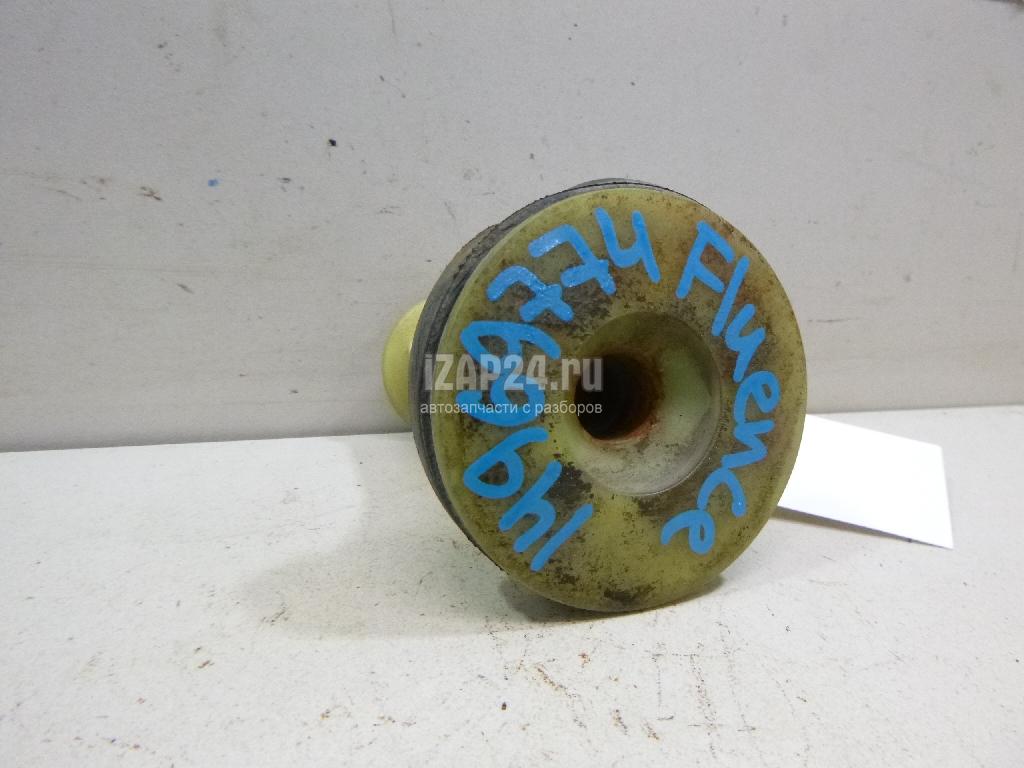 Fluence
iZAP24.ru
автозапчасти с разборов